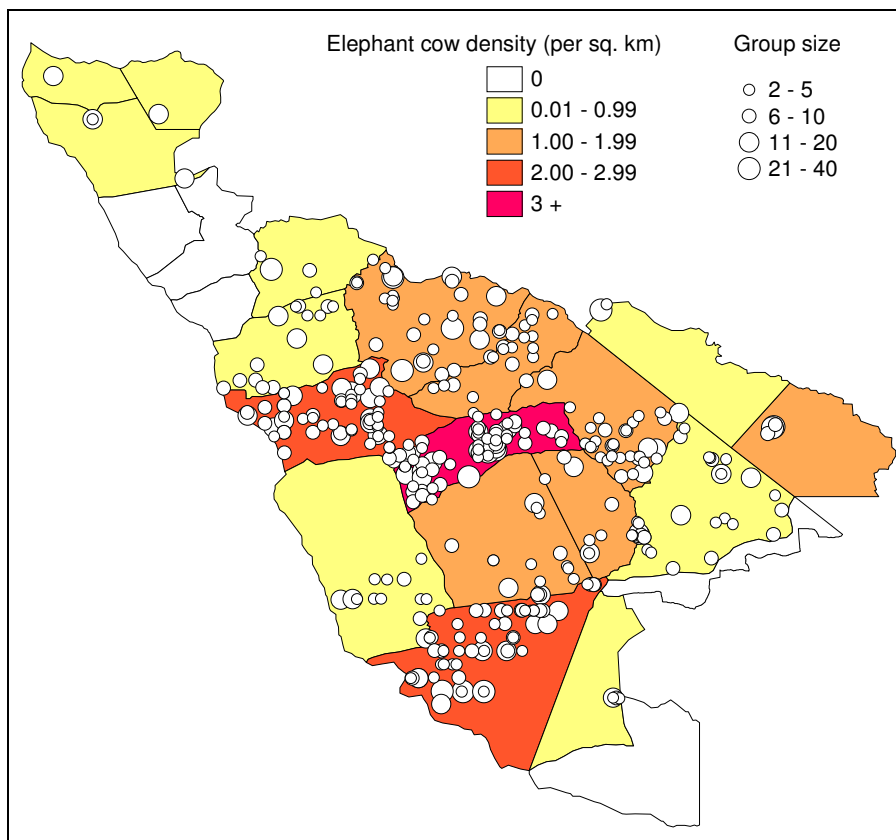 Elephant cow density (per sq. km)
0
0.01 - 0.99
1.00 - 1.99
2.00 - 2.99
3 +
Group size
2 - 5
6 - 10
11 - 20
21 - 40